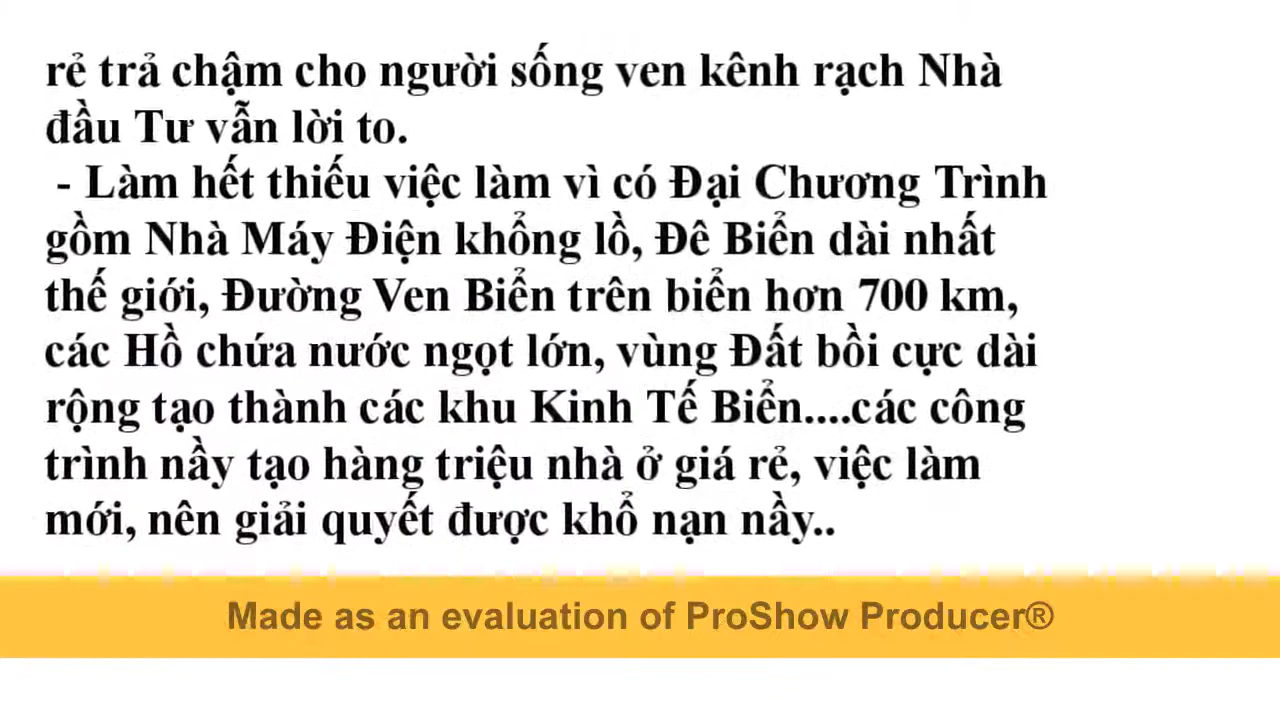 rẻ trả chậm cho người sống ven kênh rạch Nhà
đầu Tư vẫn lời to.
- Làm hết thiếu việc làm vì có Đại Chương Trình
gồm Nhà Máy Điện khổng lồ, Đê Biển dài nhất
thế giới, Đường Ven Biển trên biển hơn 700 km,
các Hồ chứa nước ngọt lớn, vùng Đất bồi cực dài
rộng tạo thành các khu Kinh Tế Biển....các công
trình nầy tạo hàng triệu nhà ở giá rẻ, việc làm
mới, nên giải quyết được khổ nạn nầy..
Made as an evaluation of ProShow Producer®